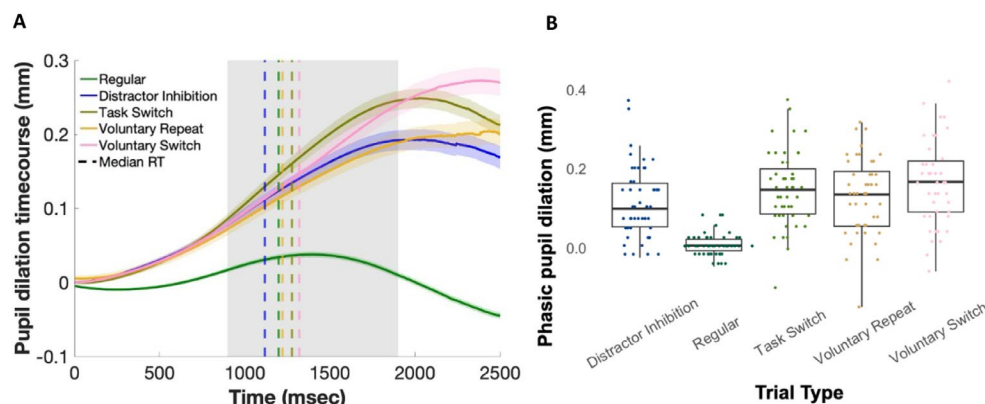 A
B
0.3
0.2
0.1
0
-0.1
Pupil dilation timecourse (mm)
Regular
Distractor Inhibition
Task Switch
Voluntary Repeat
Voluntary Switch
Median RT
0
500
1000
1500
2000
2500
Time (msec)
Phasic pupil dilation (mm)
0.4
0.2
0.0
Distractor Inhibition
Regular
Task Switch
Voluntary Repeat
Voluntary Switch
Trial Type